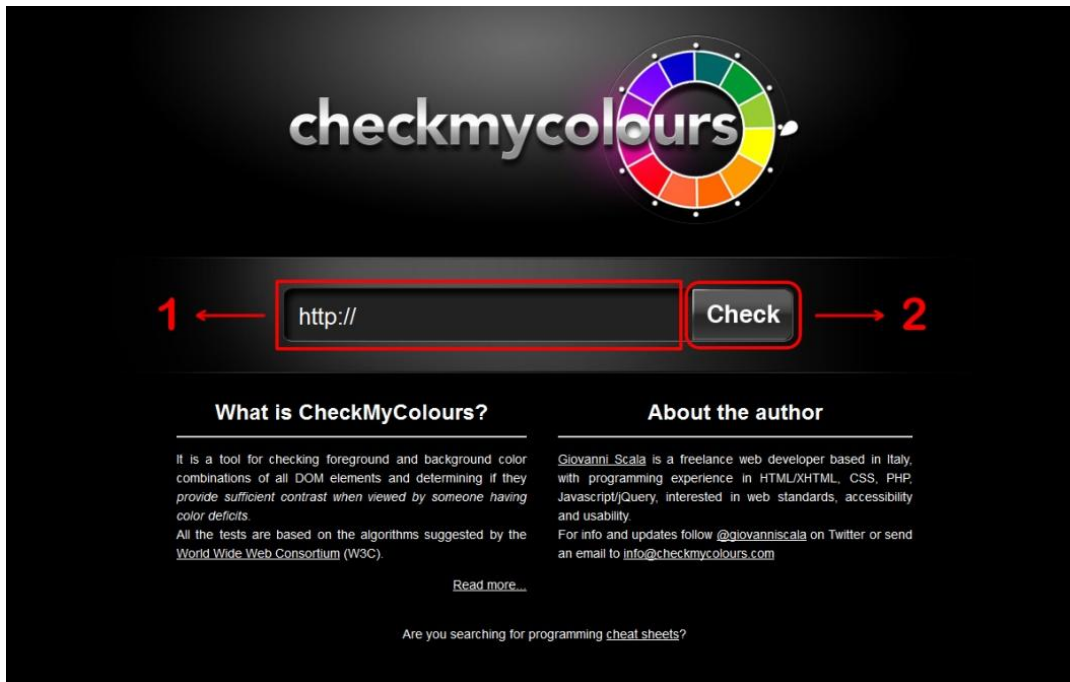 checkmycolours
1
http://
Check
2
What is CheckMyColours?
It is a tool for checking foreground and background color
combinations of all DOM elements and determining if they
provide sufficient contrast when viewed by someone having
color deficits.
All the tests are based on the algorithms suggested by the
World Wide Web Consortium (W3C).
Read more...
About the author
Giovanni Scala is a freelance web developer based in Italy,
with programming experience in HTML/XHTML, CSS, PHP,
Javascript/jQuery, interested in web standards, accessibility
and usability.
For info and updates follow @giovanniscala on Twitter or send
an email to info@checkmycolours.com
Are you searching for programming cheat sheets?